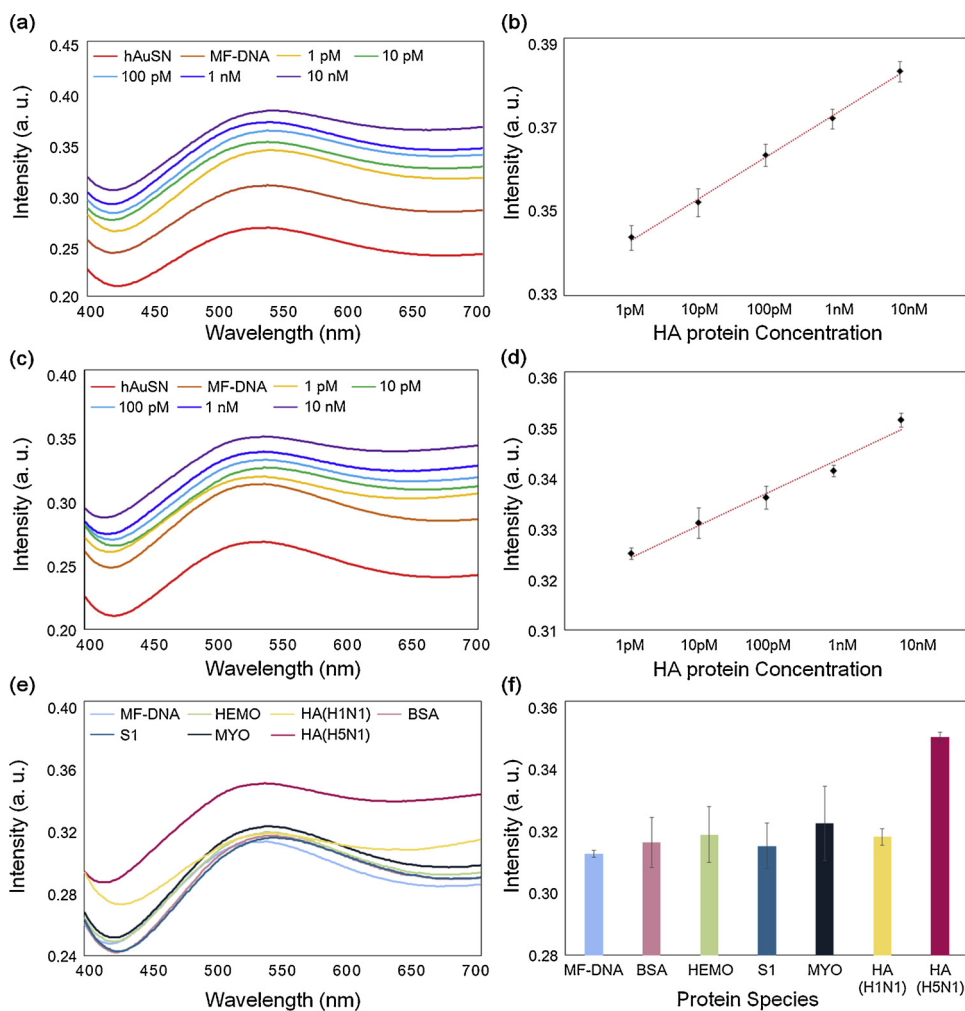 (a)
0.45
0.40
0.35
0.30
0.25
0.20
Intensity (a. u.)
hAuSN MF-DNA 1 pM 10 pM
100 pM 1 nM 10 nM
400 450 500 550 600 650 700
Wavelength (nm)
(b)
0.39
0.37
0.35
0.33
Intensity (a. u.)
1pM 10pM 100pM 1nM 10nM
HA protein Concentration
(c)
0.40
0.35
0.30
0.25
0.20
Intensity (a. u.)
hAuSN MF-DNA 1 pM 10 pM
100 pM 1 nM 10 nM
400 450 500 550 600 650 700
Wavelength (nm)
(d)
0.36
0.35
0.34
0.33
0.32
0.31
Intensity (a. u.)
1pM 10pM 100pM 1nM 10nM
HA protein Concentration
(e)
0.40
0.36
0.32
0.28
0.24
Intensity (a. u.)
MF-DNA HEMO HA(H1N1) BSA
S1 MYO HA(H5N1)
400 450 500 550 600 650 700
Wavelength (nm)
(f)
0.36
0.34
0.32
0.30
0.28
Intensity (a. u.)
MF-DNA BSA HEMO S1 MYO HA HA
(H1N1) (H5N1)
Protein Species